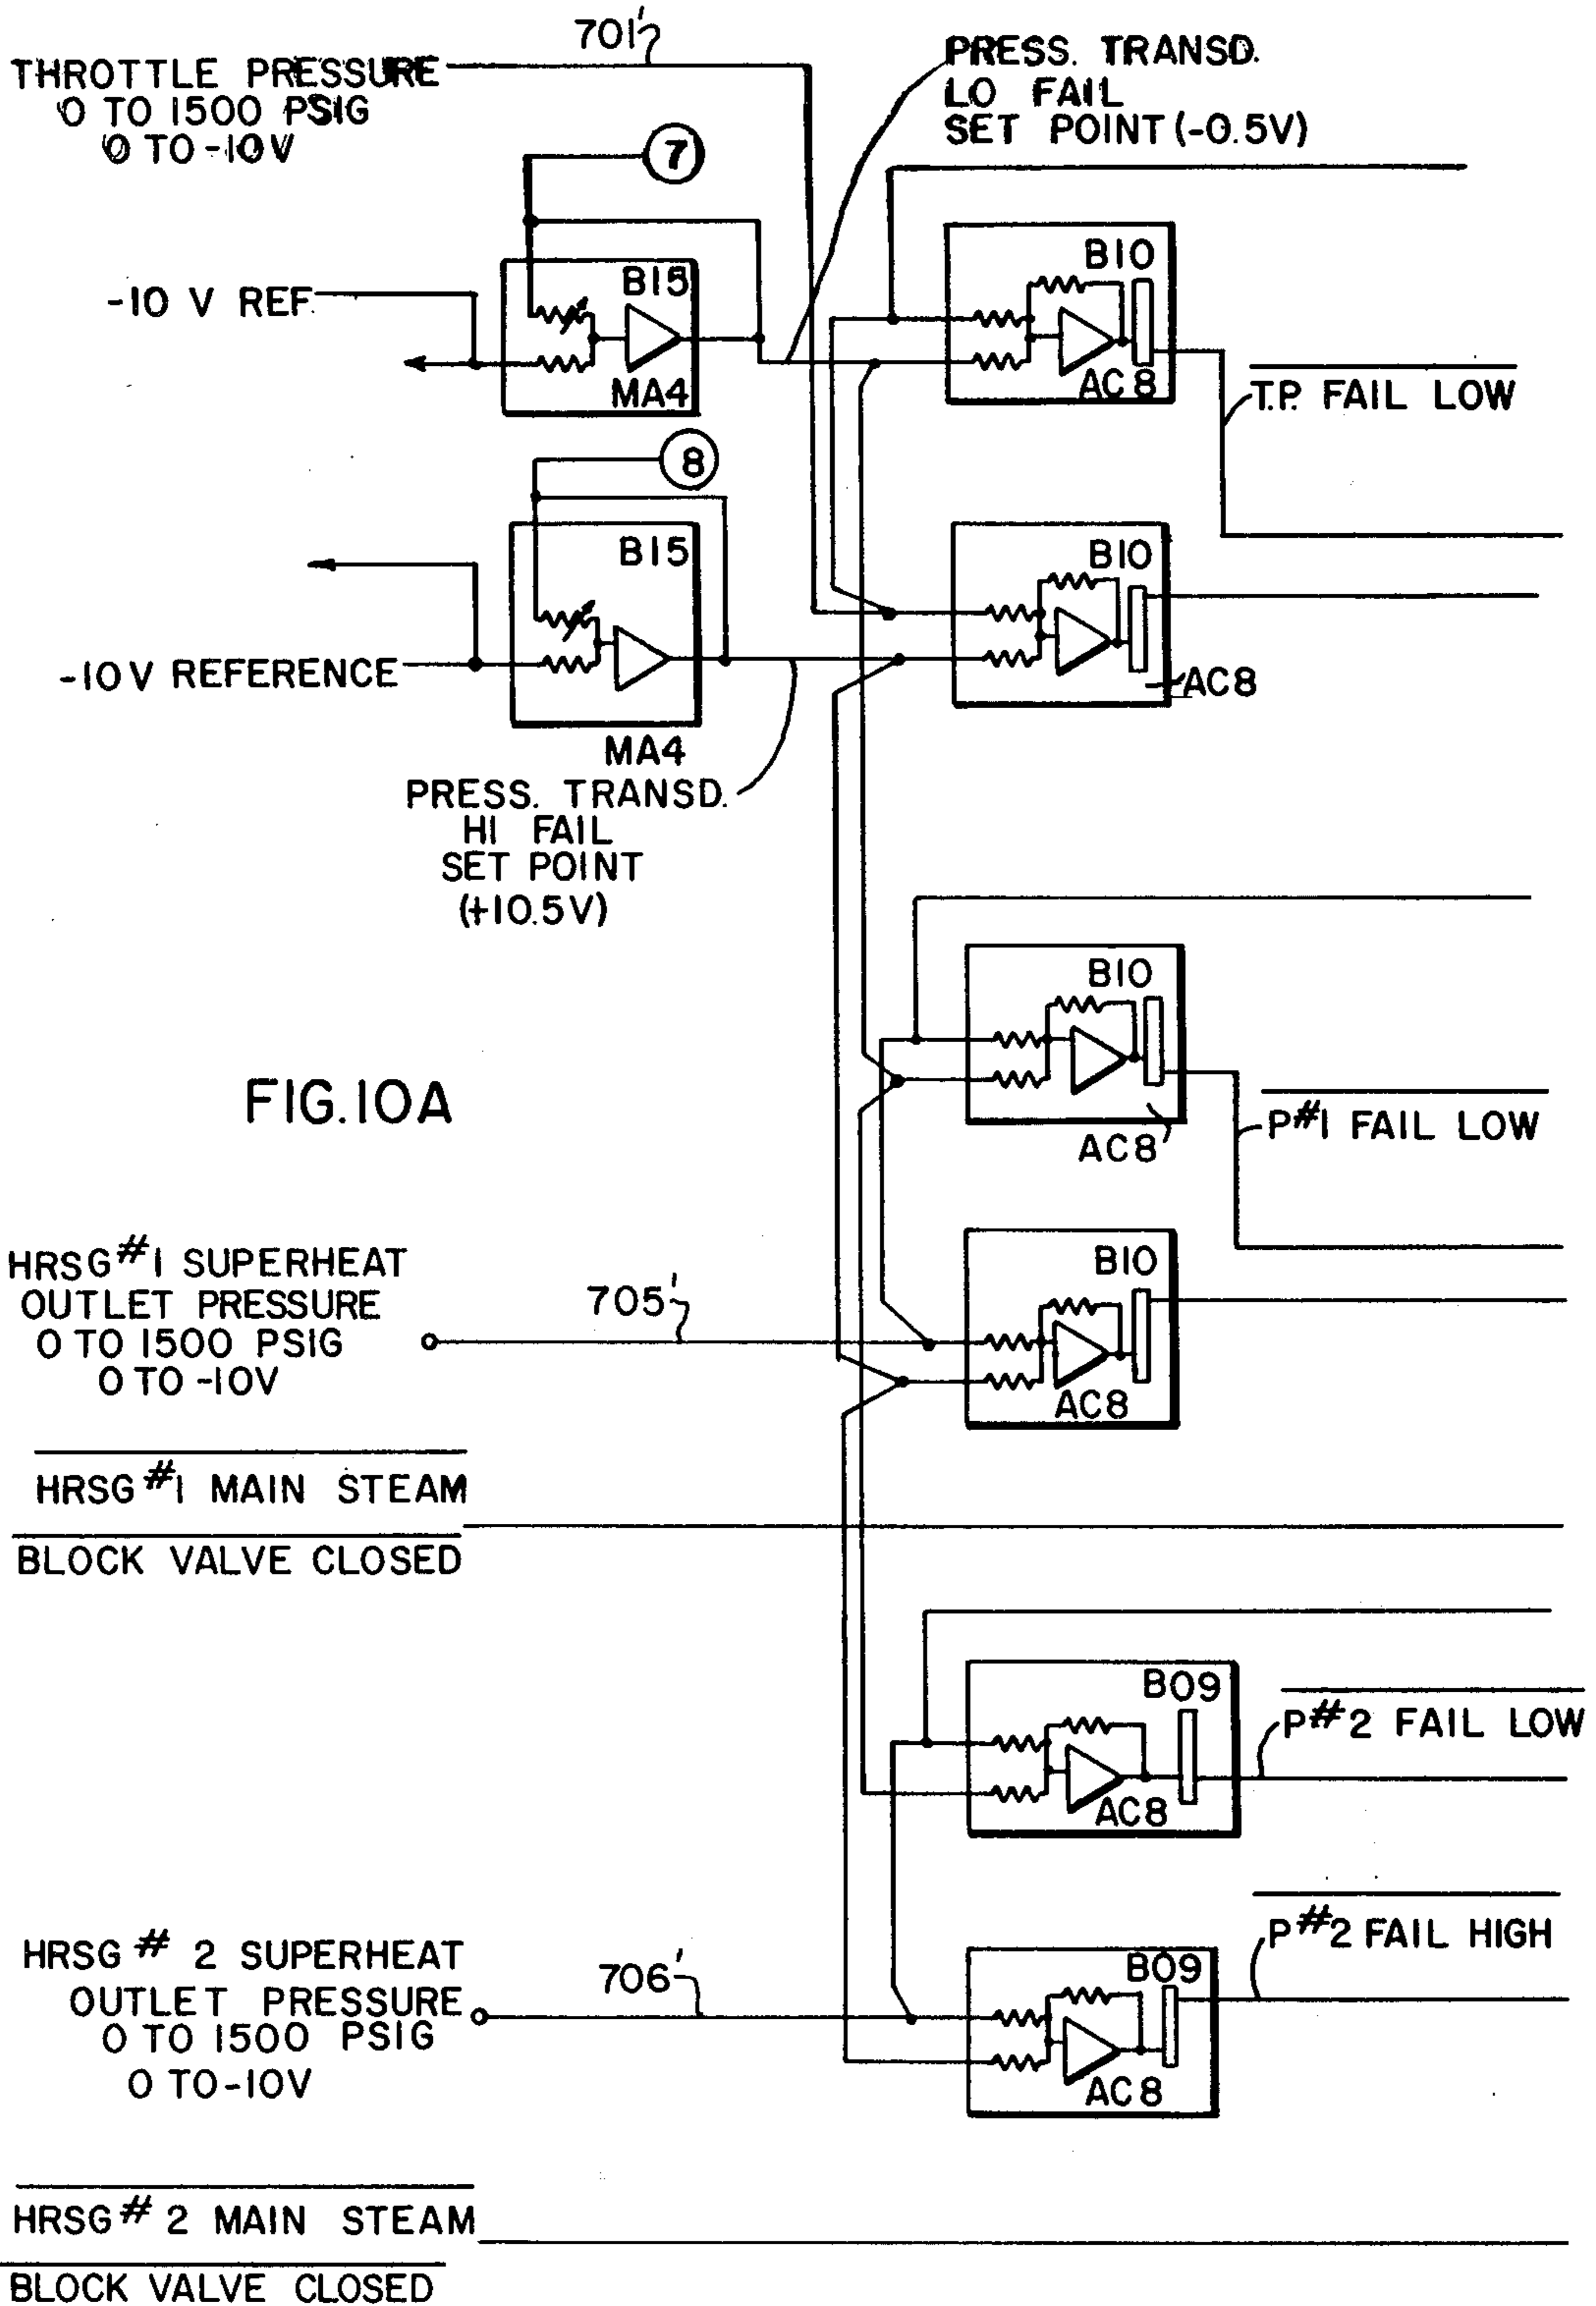 701'
THROTTLE PRESSURE
0 TO 1500 PSIG
0 TO -10V
PRESS. TRANSD.
LO FAIL
SET POINT (-0.5V)
7
-10 V REF.
B15
MA4
B10
AC8
T.P. FAIL LOW
8
B15
-10V REFERENCE
MA4
B10
AC8
PRESS. TRANSD.
HI FAIL
SET POINT
(+10.5V)
B10
AC8
P#1 FAIL LOW
FIG.10A
HRSG #1 SUPERHEAT
OUTLET PRESSURE
0 TO 1500 PSIG
0 TO -10V
705'
B10
AC8
HRSG #1 MAIN STEAM
BLOCK VALVE CLOSED
B09
AC8
P#2 FAIL LOW
P#2 FAIL HIGH
HRSG # 2 SUPERHEAT
OUTLET PRESSURE
0 TO 1500 PSIG
0 TO -10V
706'
B09
AC8
HRSG # 2 MAIN STEAM
BLOCK VALVE CLOSED